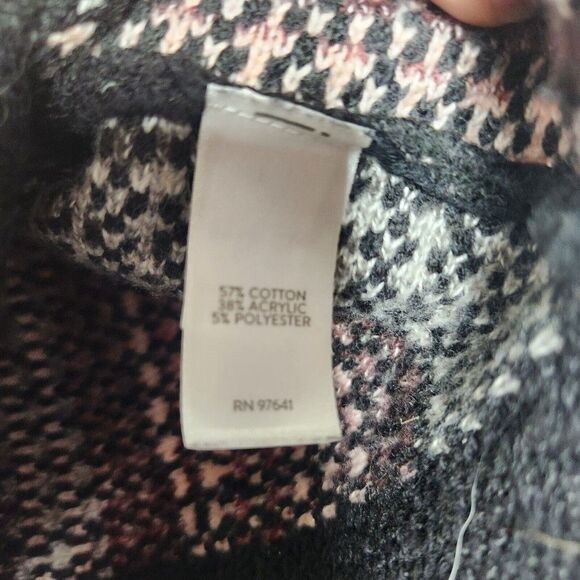 57% COTTON
38% ACRYLIC
5% POLYESTER
RN 97641